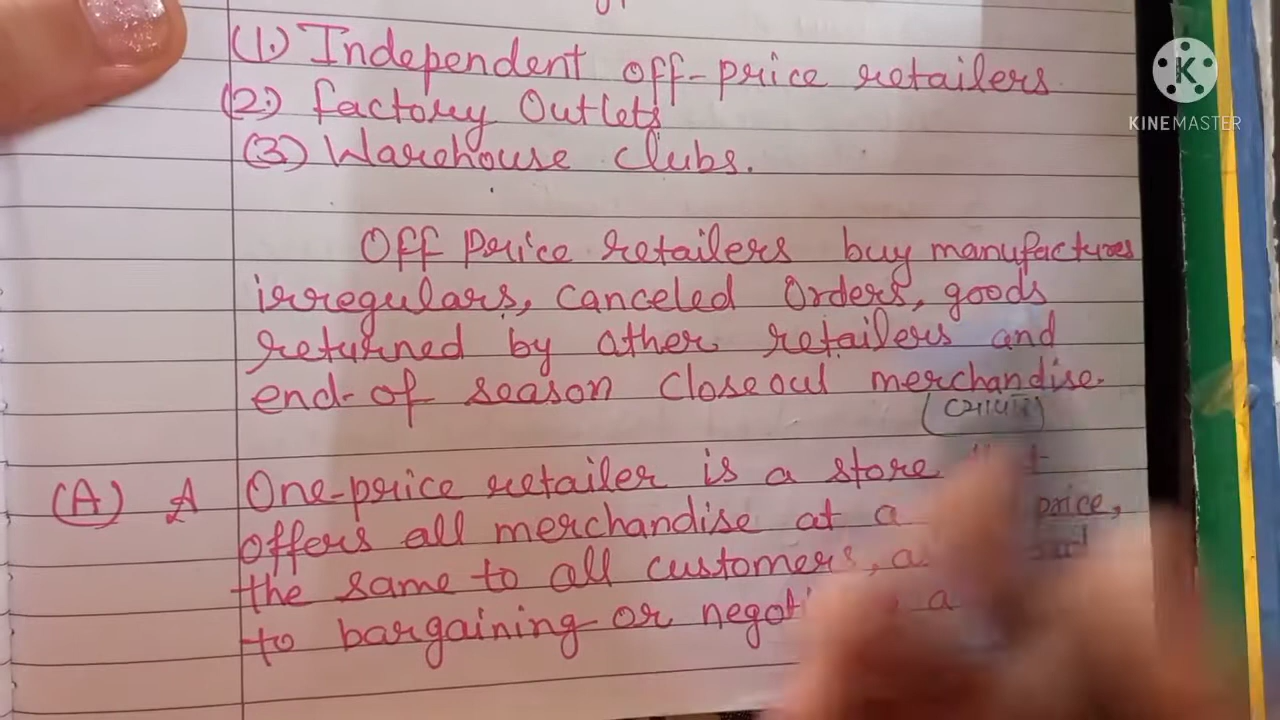 (1.) Independent off-price retailers
(2.) factory Outlets
(3) Warehouse clubs.
KINEMASTER
Off price retailers buy manufactures
irregulars, canceled orders, goods
returned by other retailers and
end-of season closeout merchandise.
(A) A One-price retailer is a store
offers all merchandise at a price,
the same to all customers,
to bargaining or a